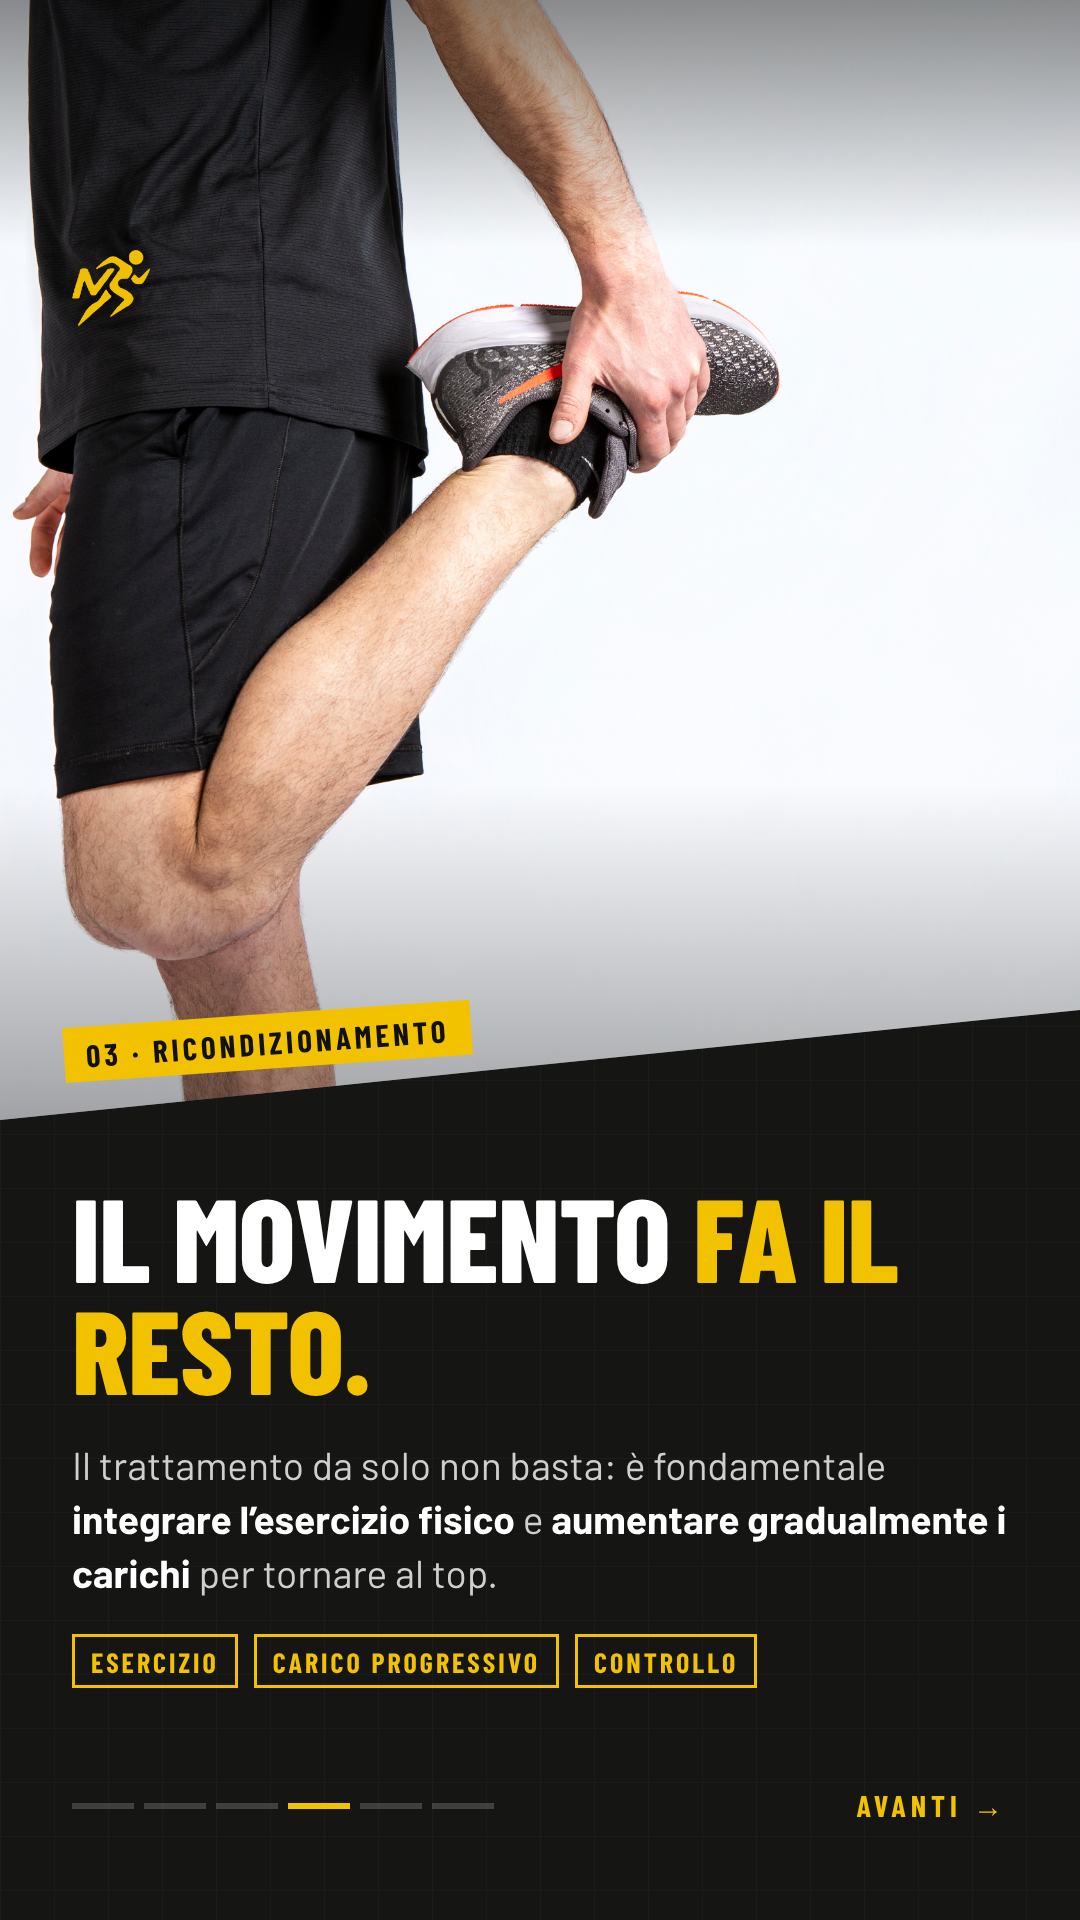 03 · RICONDIZIONAMENTO
IL MOVIMENTO FA IL
RESTO.
Il trattamento da solo non basta: è fondamentale
integrare l’esercizio fisico e aumentare gradualmente i
carichi per tornare al top.
ESERCIZIO CARICO PROGRESSIVO CONTROLLO
AVANTI →